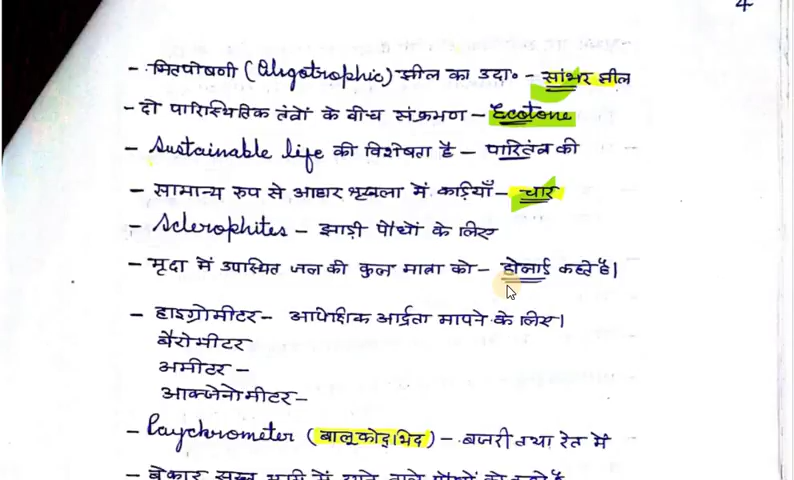 4
- मितपोषणी (Oligotrophic) झील का उदा॰ - सांभर झील
- दो पारिस्थितिक तंत्रों के बीच संक्रमण - Ecotone
- Sustainable life की विशेषता है - पारितंत्र की
- सामान्य रुप से आहार श्रृंखला में कड़ियाँ - चार
- Sclerophites - झाड़ी पौधों के लिए
- मृदा में उपस्थित जल की कुल मात्रा को - होलार्ड कहते है।
- हाइग्रोमीटर - आपेक्षिक आर्द्रता मापने के लिए।
बैरोमीटर
अमीटर -
आक्जेनोमीटर -
- Psychrometer (बालूकोद्भिद) - बजरी तथा रेत में
- बेकार